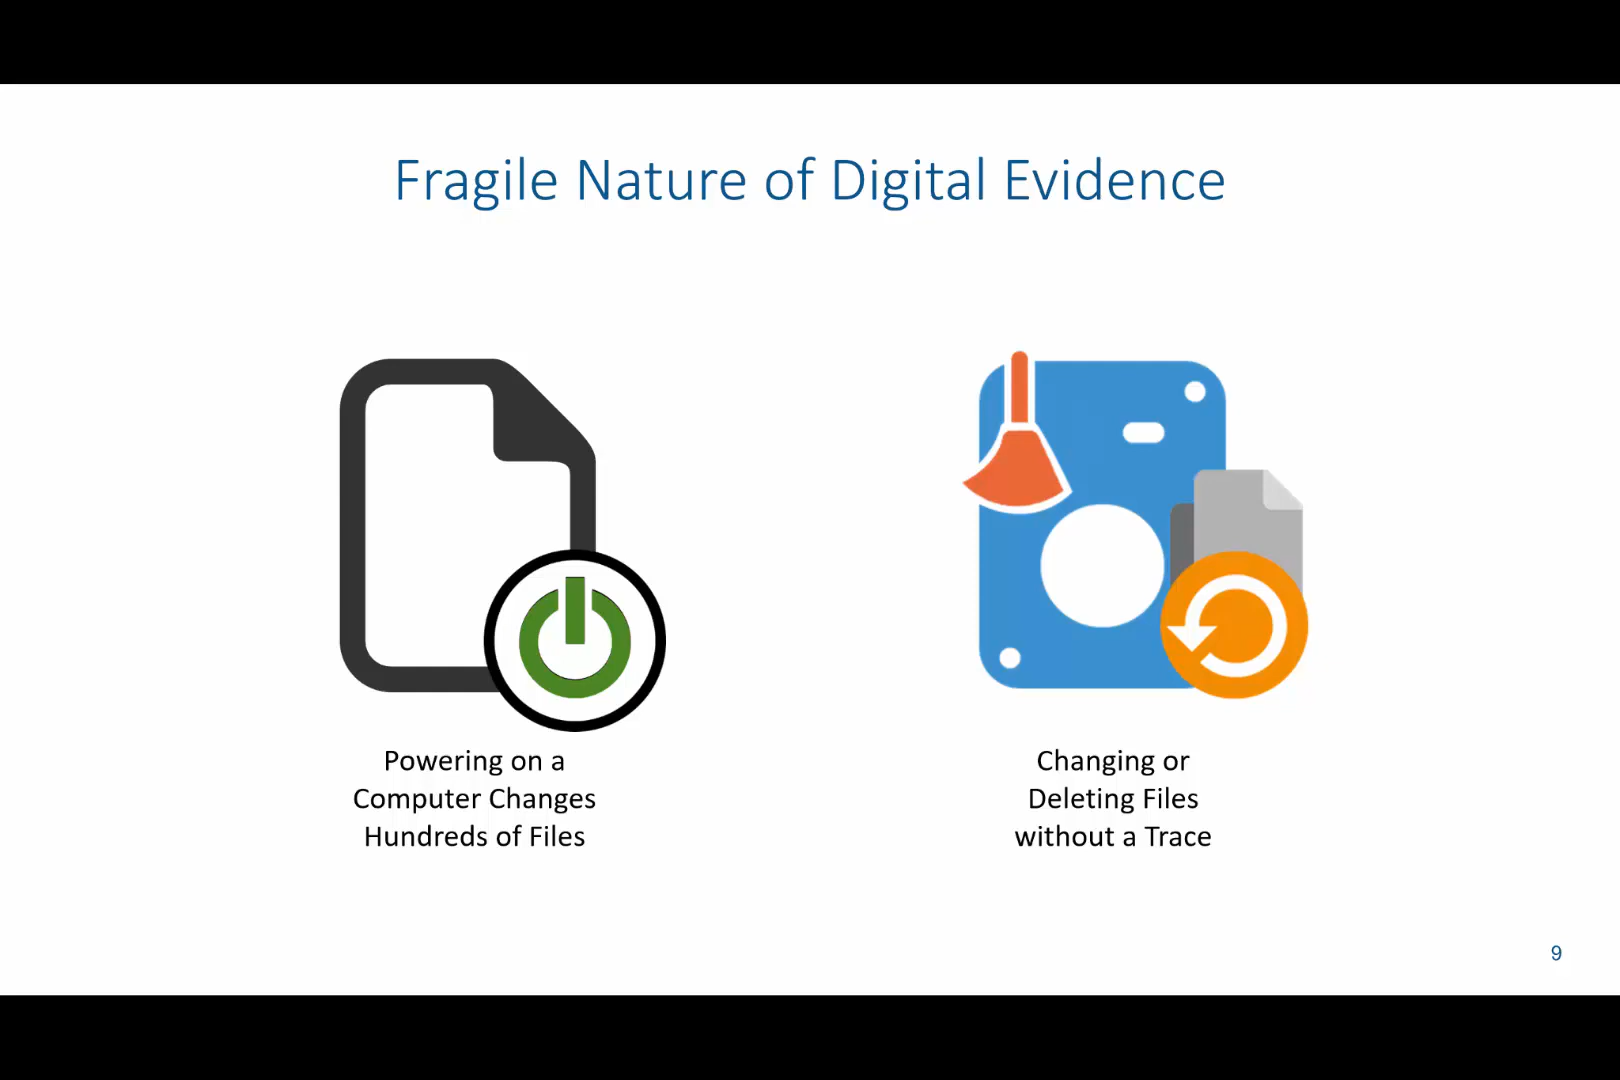 Fragile Nature of Digital Evidence
Powering on a
Computer Changes
Hundreds of Files
Changing or
Deleting Files
without a Trace
9